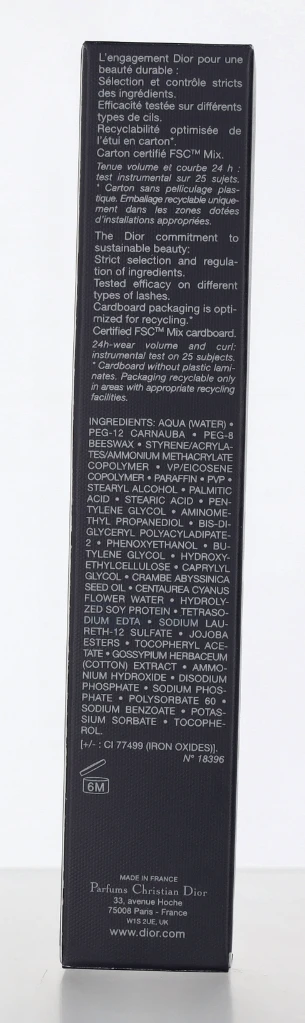 L'engagement Dior pour une
beauté durable :
Sélection et contrôle stricts
des ingrédients.
Efficacité testée sur différents
types de cils.
Recyclabilité optimisée de
l'étui en carton*.
Carton certifié FSC™ Mix.
Tenue volume et courbe 24 h :
test instrumental sur 25 sujets.
* Carton sans pelliculage plas-
tique. Emballage recyclable unique-
ment dans les zones dotées
d'installations appropriées.
The Dior commitment to
sustainable beauty:
Strict selection and regula-
tion of ingredients.
Tested efficacy on different
types of lashes.
Cardboard packaging is opti-
mized for recycling.*
Certified FSC™ Mix cardboard.
24h-wear volume and curl:
instrumental test on 25 subjects.
* Cardboard without plastic lami-
nates. Packaging recyclable only
in areas with appropriate recycling
facilities.
INGREDIENTS: AQUA (WATER) •
PEG-12 CARNAUBA • PEG-8
BEESWAX • STYRENE/ACRYLA-
TES/AMMONIUM METHACRYLATE
COPOLYMER • VP/EICOSENE
COPOLYMER • PARAFFIN • PVP •
STEARYL ALCOHOL • PALMITIC
ACID • STEARIC ACID • PEN-
TYLENE GLYCOL • AMINOME-
THYL PROPANEDIOL • BIS-DI-
GLYCERYL POLYACYLADIPATE-
2 • PHENOXYETHANOL • BU-
TYLENE GLYCOL • HYDROXY-
ETHYLCELLULOSE • CAPRYLYL
GLYCOL • CRAMBE ABYSSINICA
SEED OIL • CENTAUREA CYANUS
FLOWER WATER • HYDROLY-
ZED SOY PROTEIN • TETRASO-
DIUM EDTA • SODIUM LAU-
RETH-12 SULFATE • JOJOBA
ESTERS • TOCOPHERYL ACE-
TATE • GOSSYPIUM HERBACEUM
(COTTON) EXTRACT • AMMO-
NIUM HYDROXIDE • DISODIUM
PHOSPHATE • SODIUM PHOS-
PHATE • POLYSORBATE 60 •
SODIUM BENZOATE • POTAS-
SIUM SORBATE • TOCOPHE-
ROL.
[+/- : CI 77499 (IRON OXIDES)].
N° 18396
6M
MADE IN FRANCE
Parfums Christian Dior
33, avenue Hoche
75008 Paris - France
W1S 2UE, UK
www.dior.com